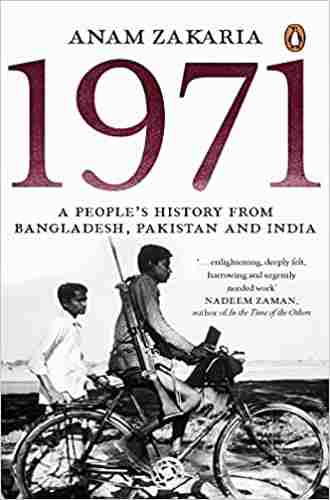 ANAM ZAKARIA
1971
A PEOPLE'S HISTORY FROM
BANGLADESH, PAKISTAN AND INDIA
'… enlightening, deeply felt,
harrowing and urgently
needed work'
NADEEM ZAMAN,
author of In the Time of the Others